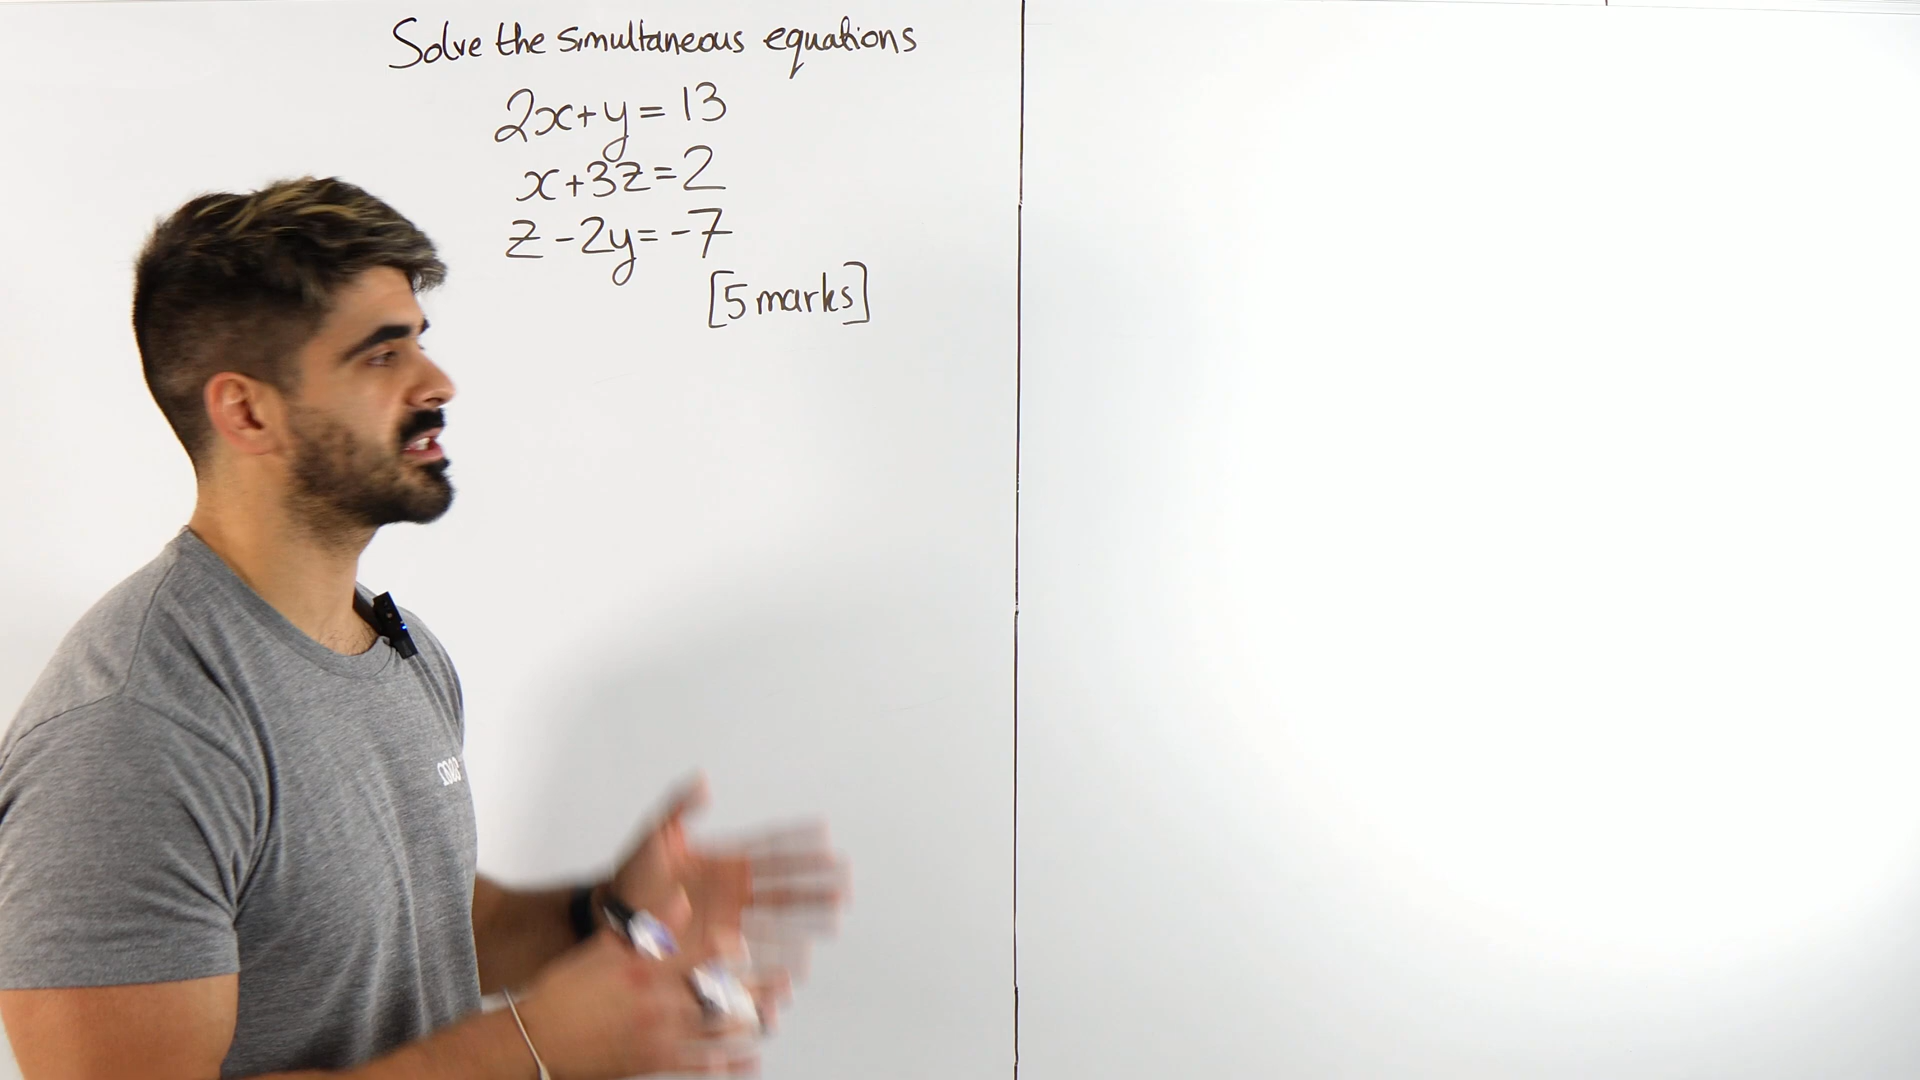 Solve the simultaneous equations
2x+y=13
x+3z=2
z-2y=-7
[5 marks]